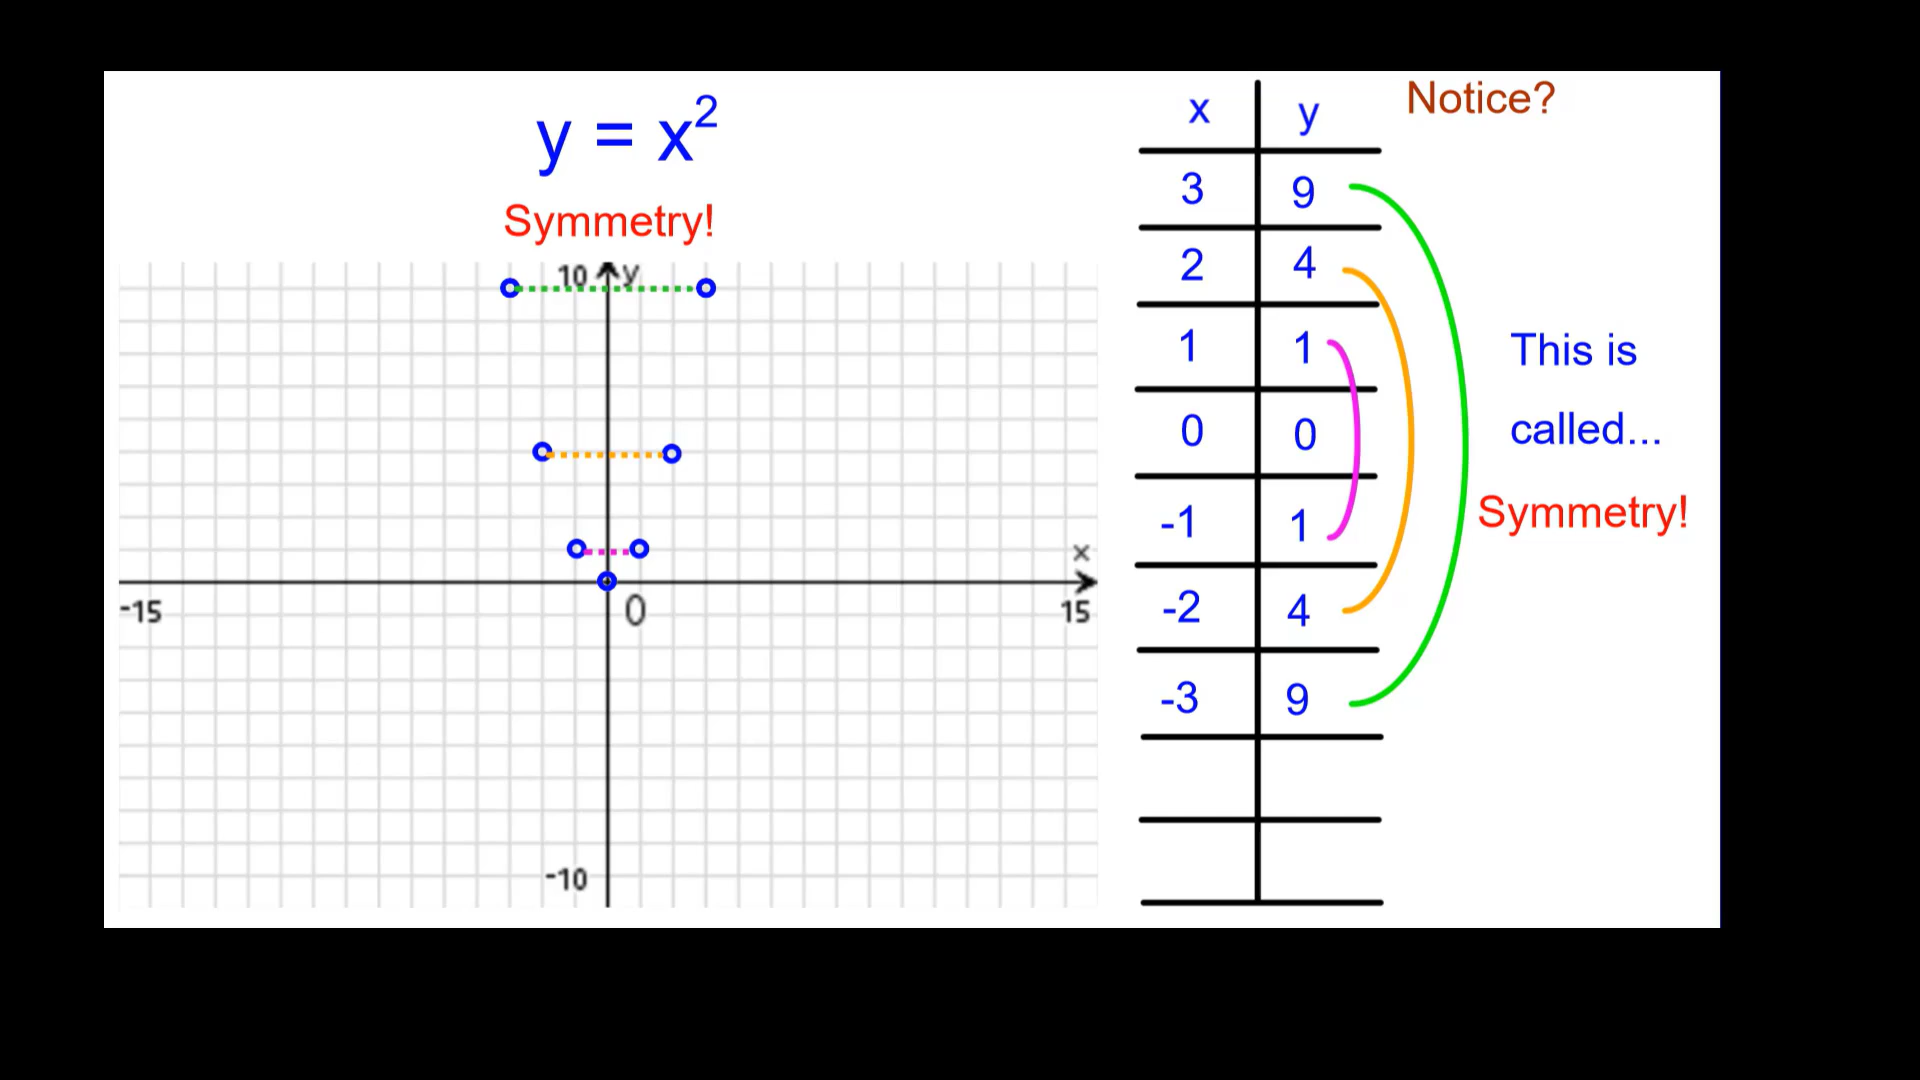 y = x²
Symmetry!
10 y
x
-15 0 15
-10
x y
3 9
2 4
1 1
0 0
-1 1
-2 4
-3 9
Notice?
This is
called...
Symmetry!